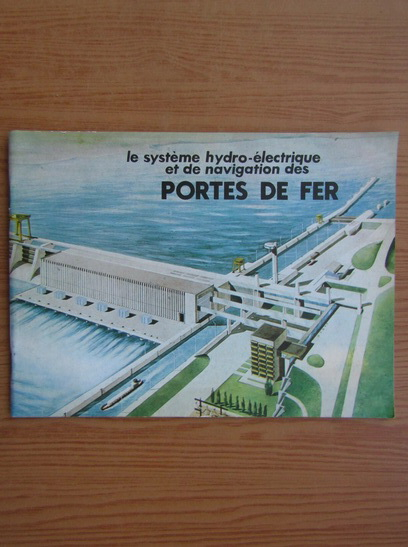 le système hydro-électrique
et de navigation des
PORTES DE FER